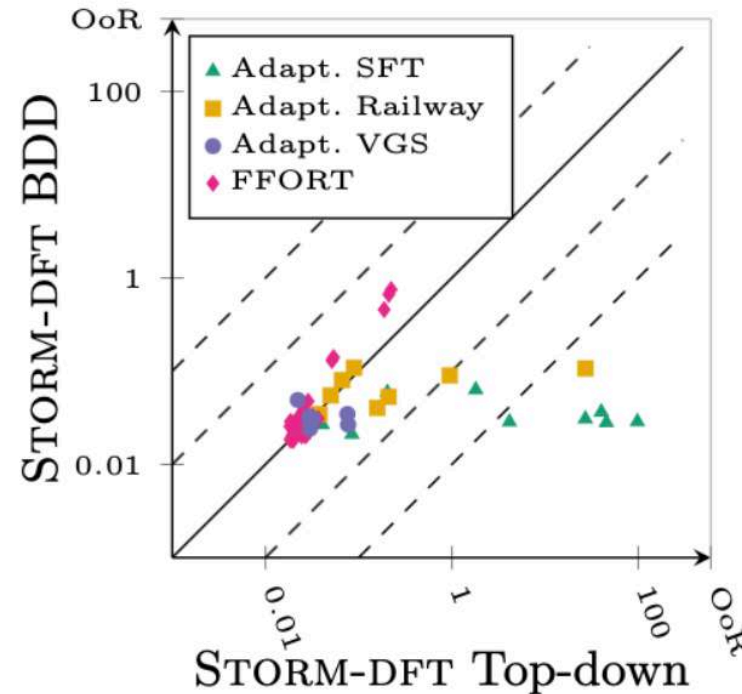 OoR
100
1
0.01
STORM-DFT BDD
Adapt. SFT
Adapt. Railway
Adapt. VGS
FFORT
0.01
1
100
OoR
STORM-DFT Top-down